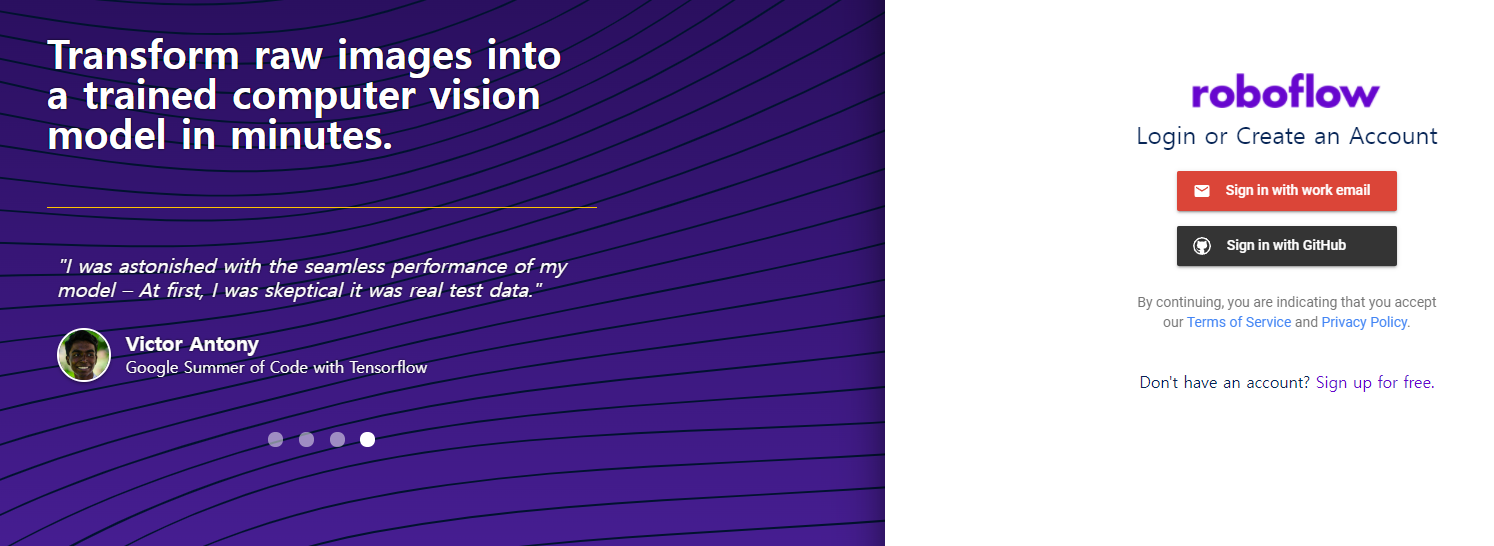 Transform raw images into
a trained computer vision
model in minutes.
"I was astonished with the seamless performance of my
model – At first, I was skeptical it was real test data."
Victor Antony
Google Summer of Code with Tensorflow
roboflow
Login or Create an Account
Sign in with work email
Sign in with GitHub
By continuing, you are indicating that you accept
our Terms of Service and Privacy Policy.
Don't have an account? Sign up for free.